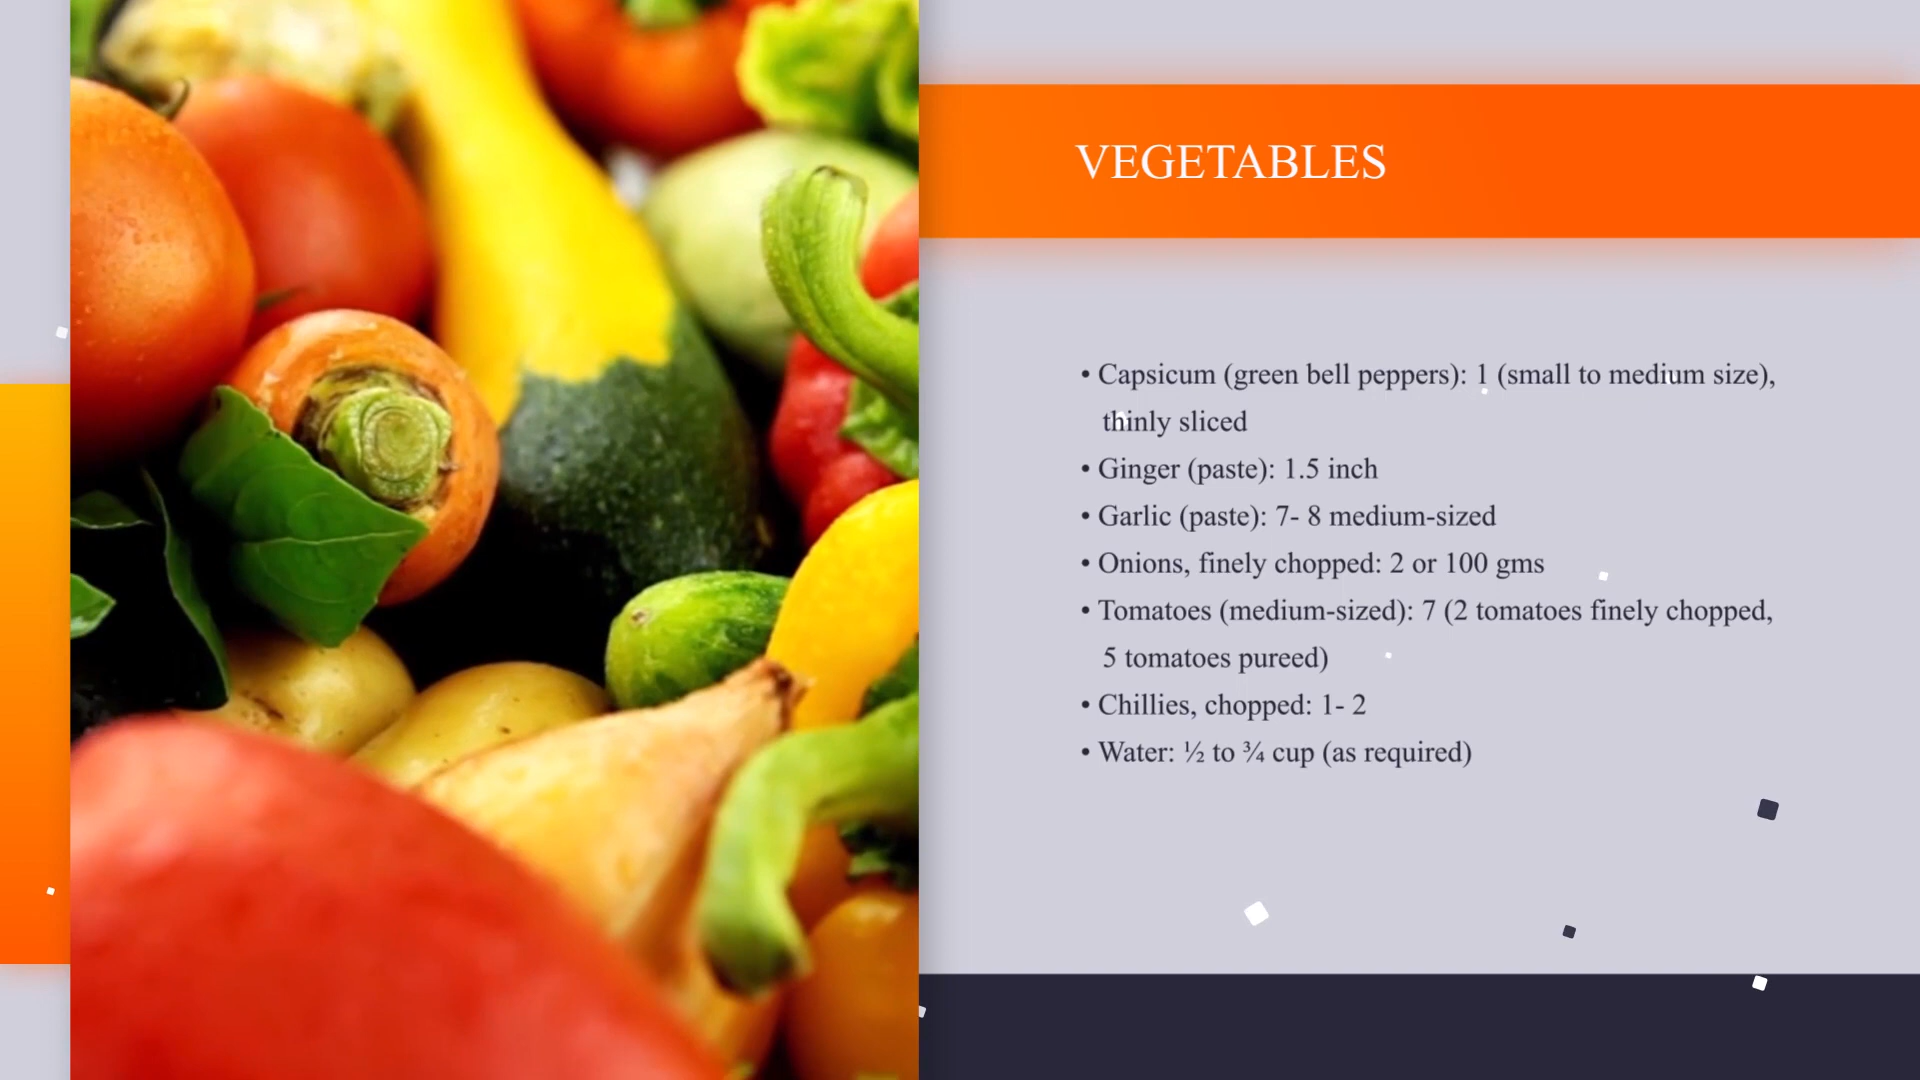 VEGETABLES
• Capsicum (green bell peppers): 1 (small to medium size),
thinly sliced
• Ginger (paste): 1.5 inch
• Garlic (paste): 7- 8 medium-sized
• Onions, finely chopped: 2 or 100 gms
• Tomatoes (medium-sized): 7 (2 tomatoes finely chopped,
5 tomatoes pureed)
• Chillies, chopped: 1- 2
• Water: ½ to ¾ cup (as required)